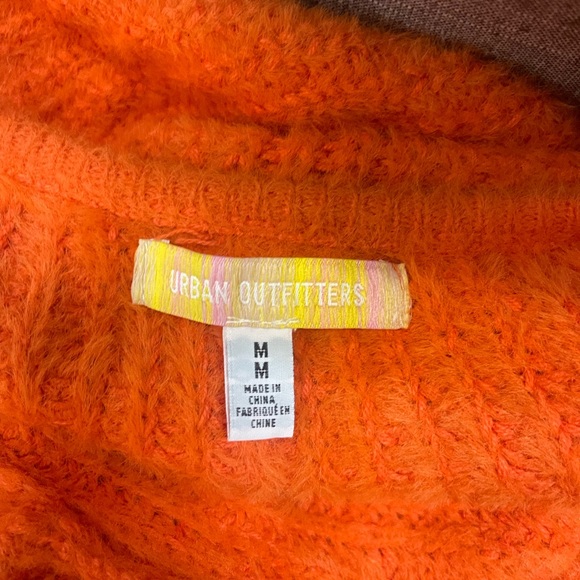 URBAN OUTFITTERS
M
M
MADE IN
CHINA
FABRIQUÉ EN
CHINE